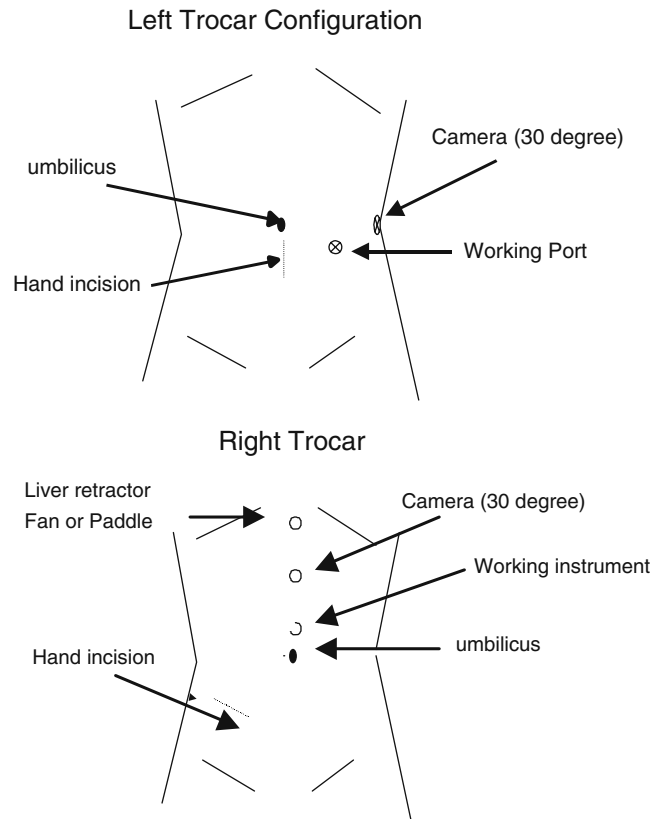 Left Trocar Configuration
Camera (30 degree)
umbilicus
Working Port
Hand incision
Right Trocar
Liver retractor
Fan or Paddle
Camera (30 degree)
Working instrument
umbilicus
Hand incision